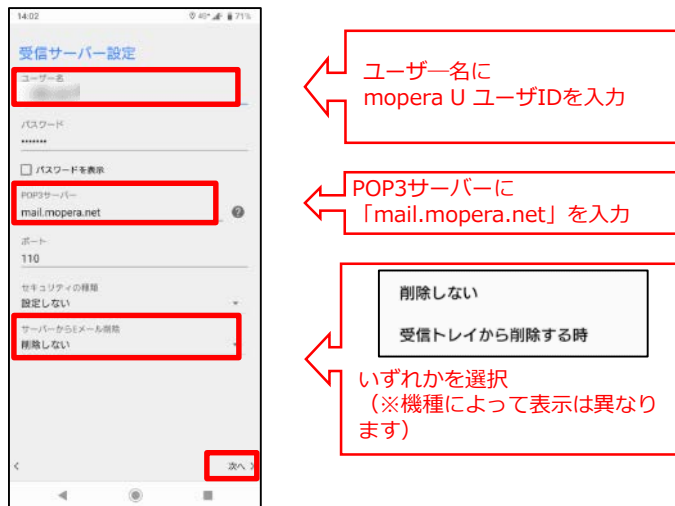 14:02
71%
受信サーバー設定
ユーザー名
パスワード
•••••••
パスワードを表示
POP3サーバー
mail.mopera.net
ポート
110
セキュリティの種類
設定しない
サーバーからEメール削除
削除しない
次へ
ユーザ―名に
mopera U ユーザIDを入力
POP3サーバーに
「mail.mopera.net」を入力
削除しない
受信トレイから削除する時
いずれかを選択
（※機種によって表示は異なり
ます）